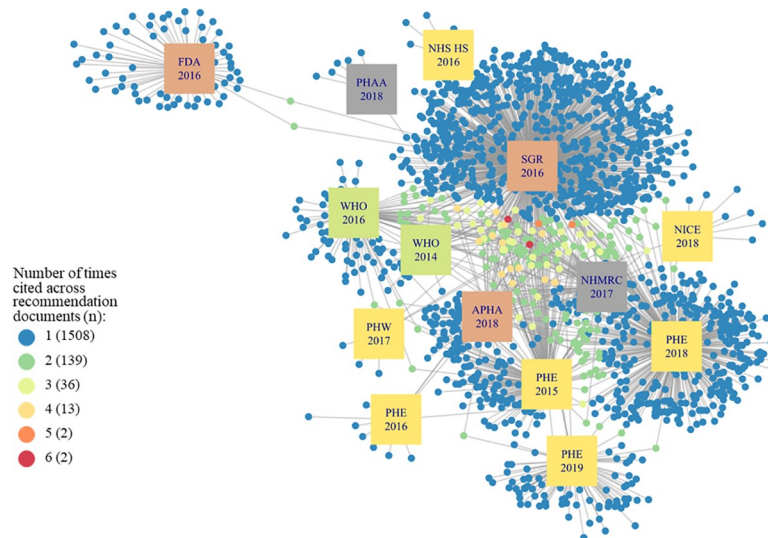 FDA
2016
NHS HS
2016
PHAA
2018
SGR
2016
WHO
2016
WHO
2014
NICE
2018
NHMRC
2017
APHA
2018
PHW
2017
PHE
2018
PHE
2015
PHE
2016
PHE
2019
Number of times
cited across
recommendation
documents (n):
1 (1508)
2 (139)
3 (36)
4 (13)
5 (2)
6 (2)